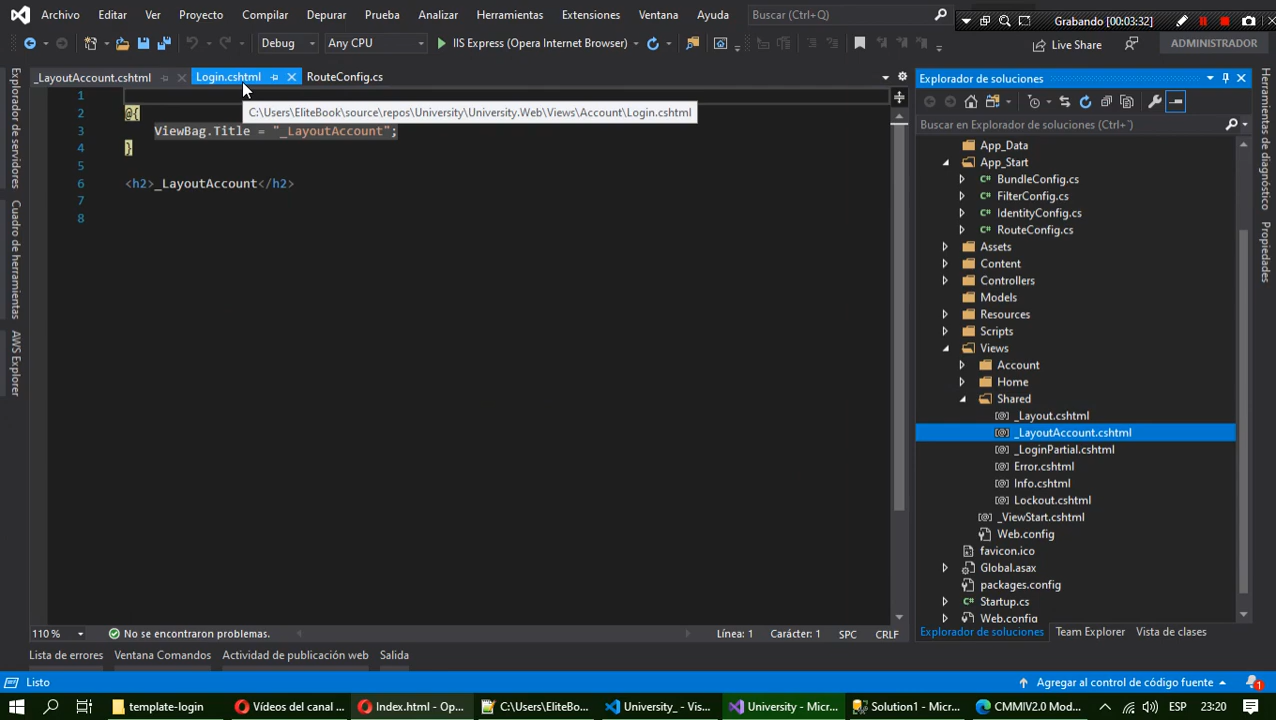 Archivo Editar Ver Proyecto Compilar Depurar Prueba Analizar Herramientas Extensiones Ventana Ayuda Buscar (Ctrl+Q) Grabando (00:03:32)
Debug Any CPU IIS Express (Opera Internet Browser) Live Share ADMINISTRADOR
_LayoutAccount.cshtml Login.cshtml RouteConfig.cs
C:\Users\EliteBook\source\repos\University\University.Web\Views\Account\Login.cshtml
1
2 @{
3 ViewBag.Title = "_LayoutAccount";
4 }
5
6 <h2>_LayoutAccount</h2>
7
8
Explorador de servidores
Cuadro de herramientas
AWS Explorer
110 % No se encontraron problemas. Línea: 1 Carácter: 1 SPC CRLF
Lista de errores Ventana Comandos Actividad de publicación web Salida
Explorador de soluciones
Buscar en Explorador de soluciones (Ctrl+´)
App_Data
App_Start
C# BundleConfig.cs
C# FilterConfig.cs
C# IdentityConfig.cs
C# RouteConfig.cs
Assets
Content
Controllers
Models
Resources
Scripts
Views
Account
Home
Shared
[@] _Layout.cshtml
[@] _LayoutAccount.cshtml
[@] _LoginPartial.cshtml
[@] Error.cshtml
[@] Info.cshtml
[@] Lockout.cshtml
[@] _ViewStart.cshtml
Web.config
favicon.ico
Global.asax
packages.config
C# Startup.cs
Web.config
Explorador de soluciones Team Explorer Vista de clases
Herramientas de diagnóstico
Propiedades
Listo Agregar al control de código fuente 1
template-login Vídeos del canal ... Index.html - Op... C:\Users\EliteBo... University_ - Vis... University - Micr... Solution1 - Micr... CMMIV2.0 Mod... ESP 23:20